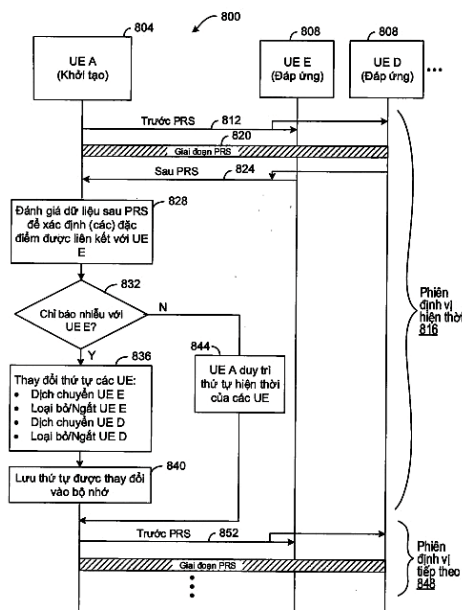 804
800
808
808
UE A
(Khởi tạo)
UE E
(Đáp ứng)
UE D
(Đáp ứng)
...
Trước PRS
812
820
Giai đoạn PRS
Sau PRS
824
828
Đánh giá dữ liệu sau PRS
để xác định (các) đặc
điểm được liên kết với UE
E
832
Chỉ báo nhiễu với
UE E?
N
Y
836
844
Thay đổi thứ tự các UE:
• Dịch chuyển UE E
• Loại bỏ/Ngắt UE E
• Dịch chuyển UE D
• Loại bỏ/Ngắt UE D
UE A duy trì
thứ tự hiện thời
của các UE
840
Lưu thứ tự được thay đổi
vào bộ nhớ
Phiên
định vị
hiện thời
816
Trước PRS
852
Giai đoạn PRS
Phiên
định vị
tiếp theo
848